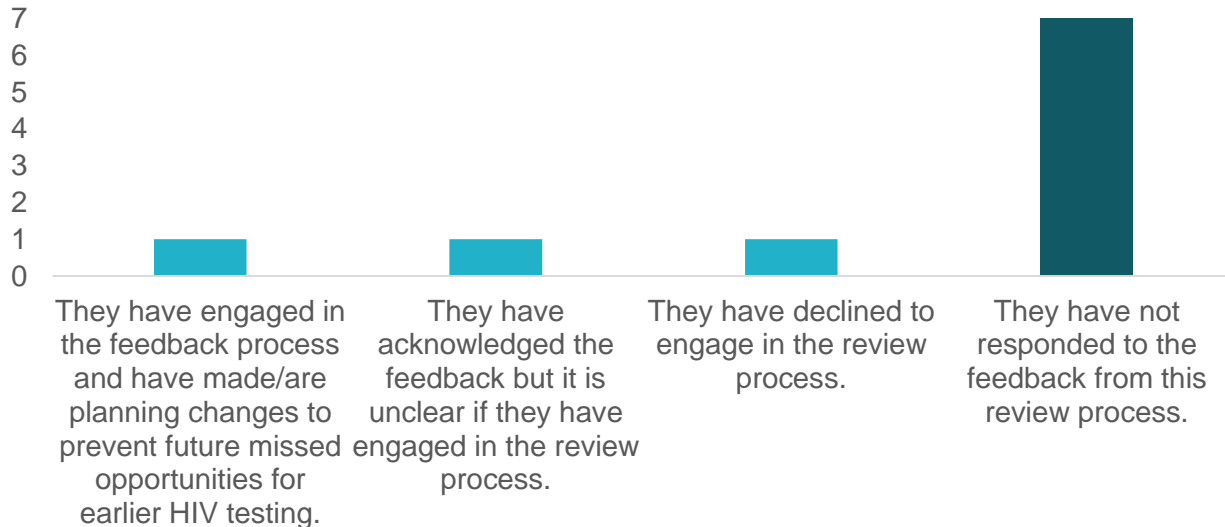 7
6
5
4
3
2
1
0
They have engaged in
the feedback process
and have made/are
planning changes to
prevent future missed
opportunities for
earlier HIV testing.
They have
acknowledged the
feedback but it is
unclear if they have
engaged in the review
process.
They have declined to
engage in the review
process.
They have not
responded to the
feedback from this
review process.